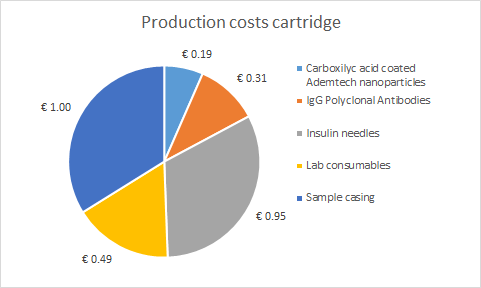 Production costs cartridge
€ 0.19
€ 0.31
€ 1.00
€ 0.95
€ 0.49
Carboxilyc acid coated
Ademtech nanoparticles
IgG Polyclonal Antibodies
Insulin needles
Lab consumables
Sample casing